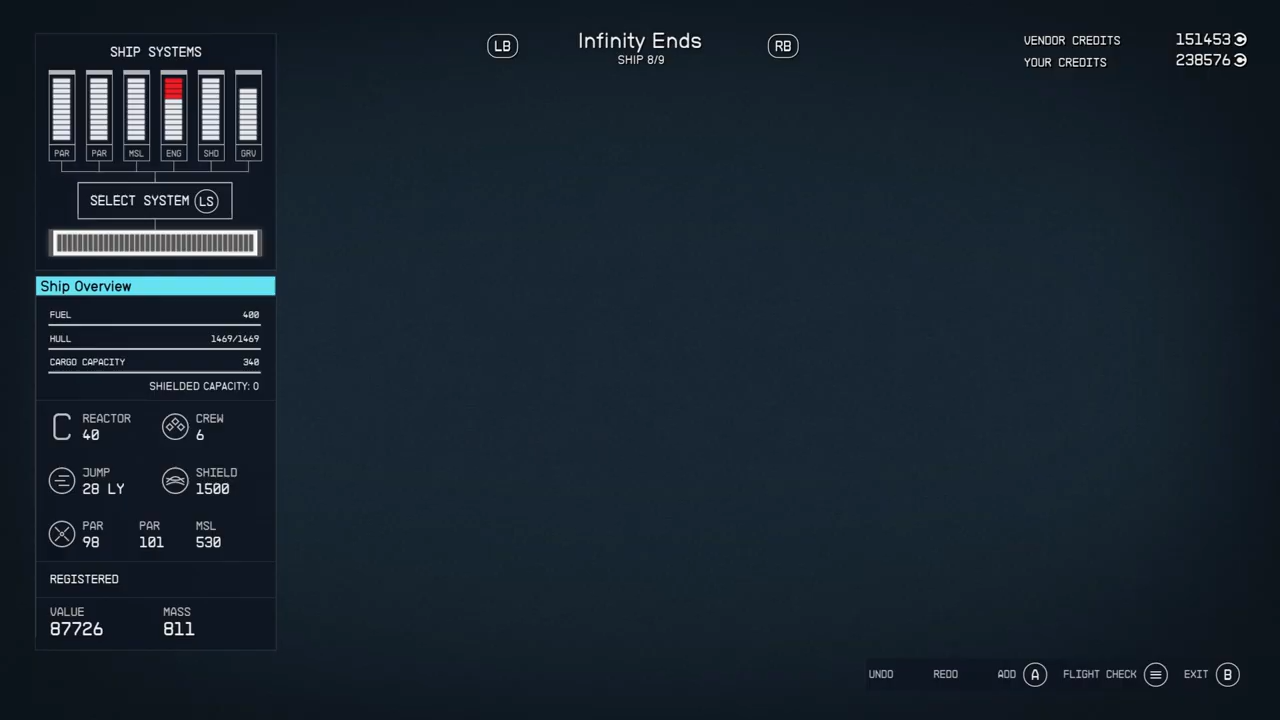 SHIP SYSTEMS
PAR PAR MSL ENG SHD GRV
SELECT SYSTEM LS
Ship Overview
FUEL 400
HULL 1469/1469
CARGO CAPACITY 340
SHIELDED CAPACITY: 0
C REACTOR 40
CREW 6
JUMP 28 LY
SHIELD 1500
PAR 98
PAR 101
MSL 530
REGISTERED
VALUE 87726
MASS 811
LB Infinity Ends RB
SHIP 8/9
VENDOR CREDITS 151453
YOUR CREDITS 238576
UNDO REDO ADD A FLIGHT CHECK EXIT B